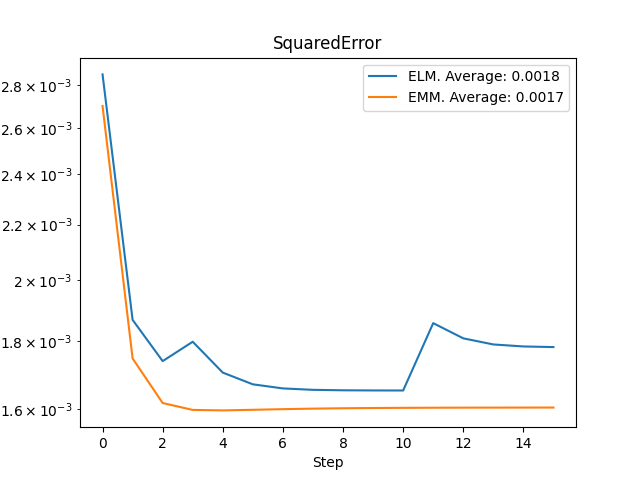 SquaredError
ELM. Average: 0.0018
EMM. Average: 0.0017
2.8 × 10⁻³
2.6 × 10⁻³
2.4 × 10⁻³
2.2 × 10⁻³
2 × 10⁻³
1.8 × 10⁻³
1.6 × 10⁻³
0 2 4 6 8 10 12 14
Step